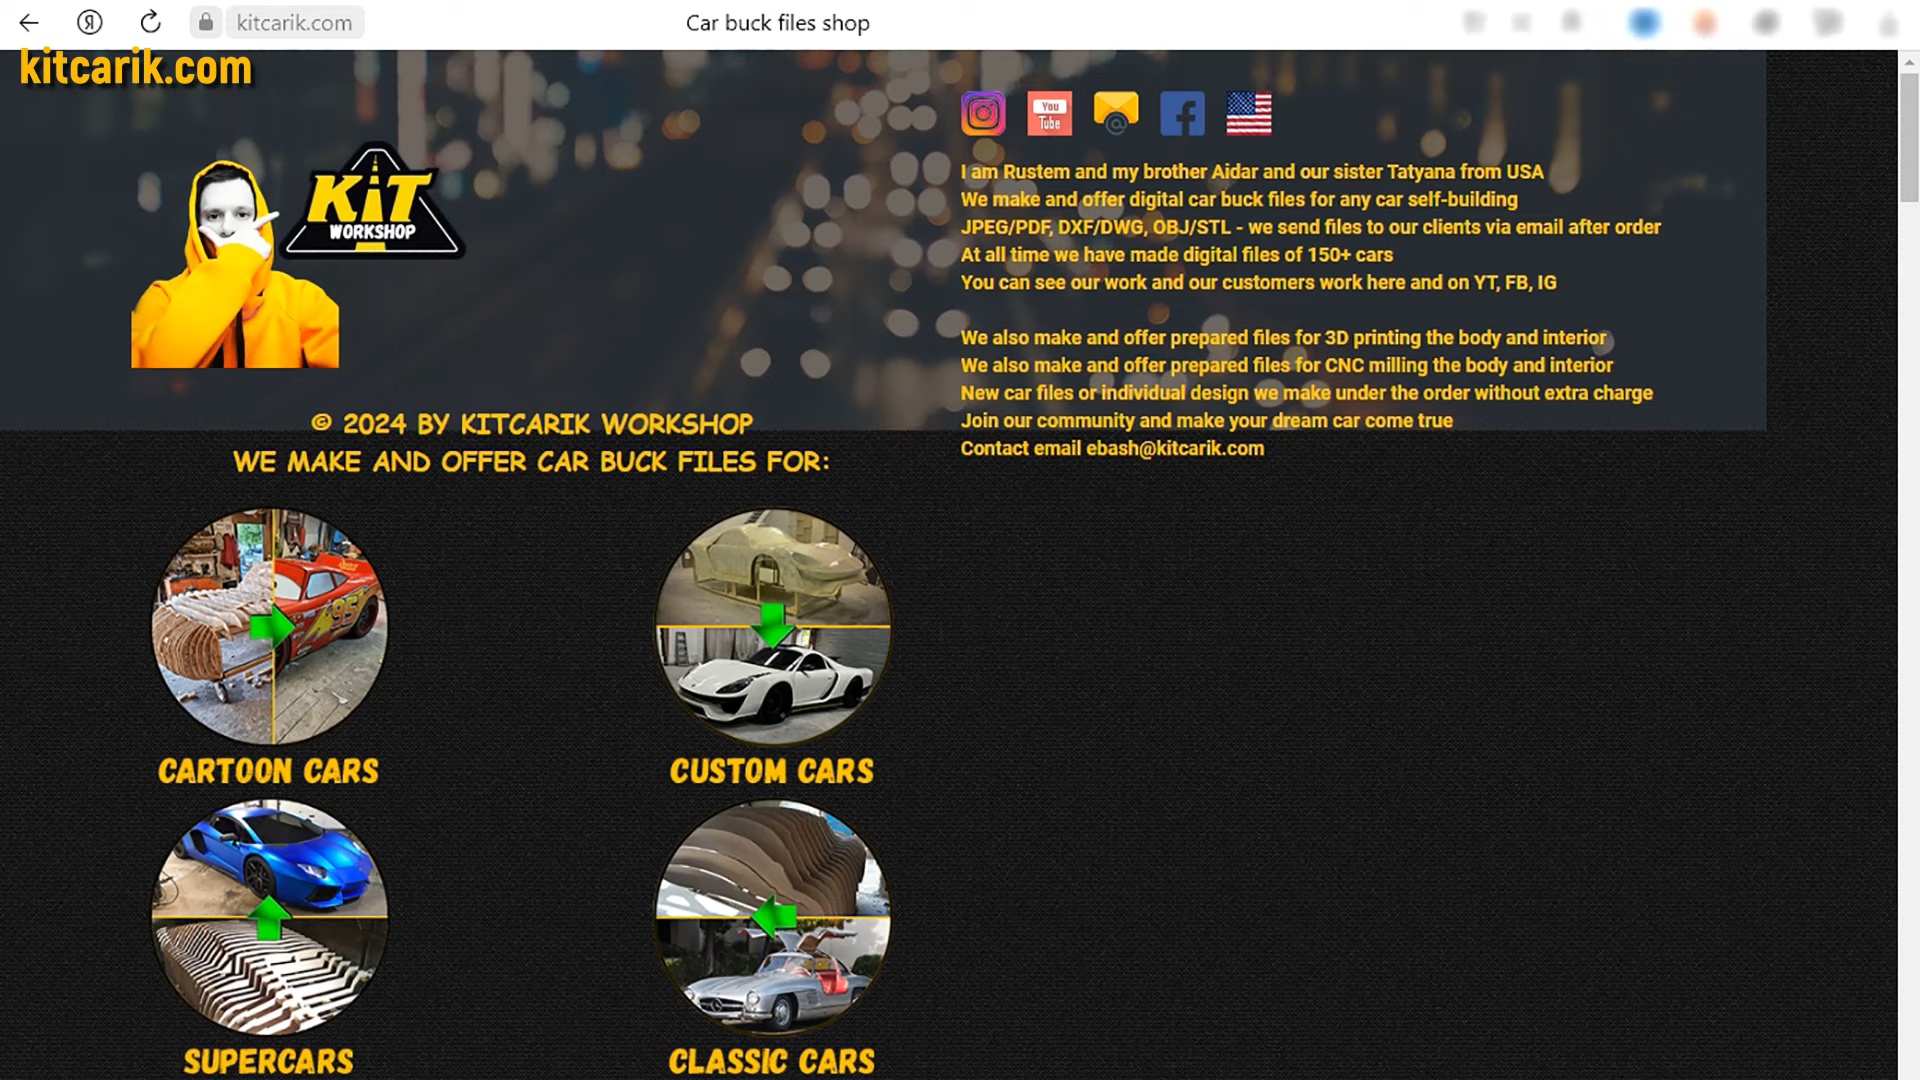 kitcarik.com
Car buck files shop
kitcarik.com
KiT
WORKSHOP
You
Tube
I am Rustem and my brother Aidar and our sister Tatyana from USA
We make and offer digital car buck files for any car self-building
JPEG/PDF, DXF/DWG, OBJ/STL - we send files to our clients via email after order
At all time we have made digital files of 150+ cars
You can see our work and our customers work here and on YT, FB, IG
We also make and offer prepared files for 3D printing the body and interior
We also make and offer prepared files for CNC milling the body and interior
New car files or individual design we make under the order without extra charge
Join our community and make your dream car come true
Contact email ebash@kitcarik.com
© 2024 BY KITCARIK WORKSHOP
WE MAKE AND OFFER CAR BUCK FILES FOR:
95
CARTOON CARS
CUSTOM CARS
SUPERCARS
CLASSIC CARS